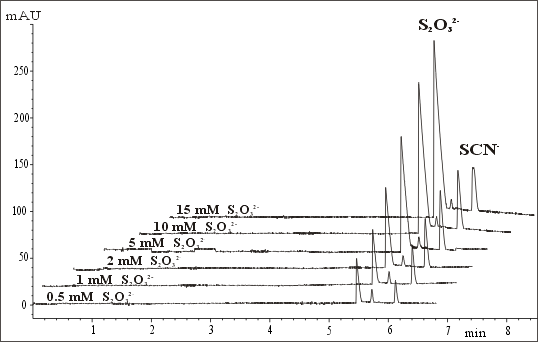 mAU
S₂O₃²⁻
SCN⁻
250
200
150
100
50
0
15 mM S₂O₃²⁻
10 mM S₂O₃²⁻
5 mM S₂O₃²⁻
2 mM S₂O₃²⁻
1 mM S₂O₃²⁻
0.5 mM S₂O₃²⁻
1 2 3 4 5 6 7 min 8